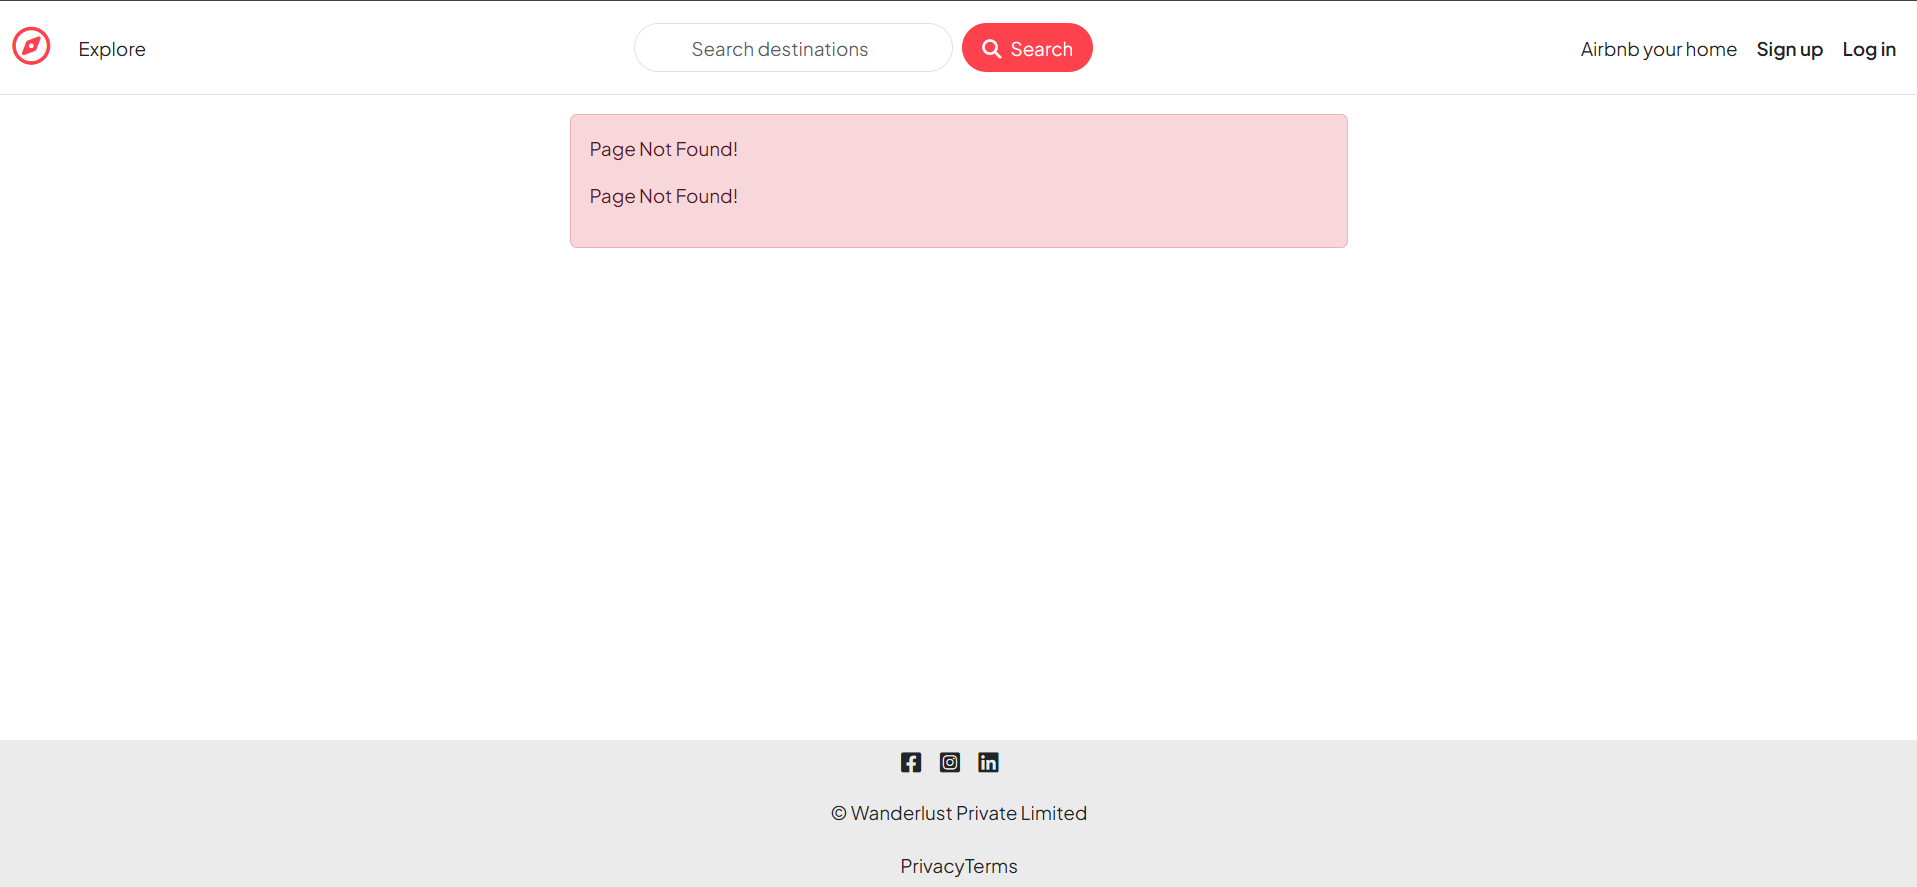 Explore
Search destinations
Search
Airbnb your home
Sign up
Log in
Page Not Found!
Page Not Found!
© Wanderlust Private Limited
PrivacyTerms